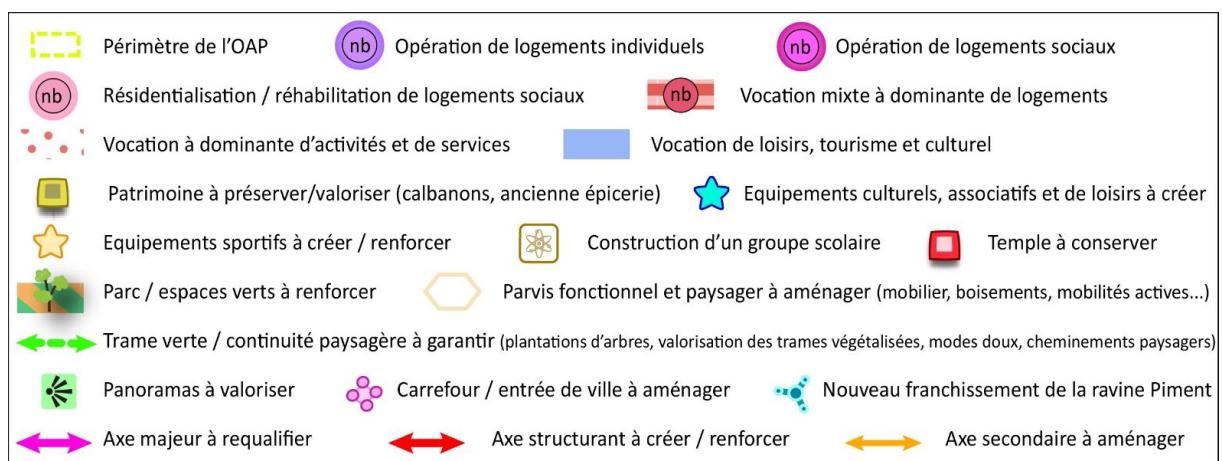 Périmètre de l'OAP nb Opération de logements individuels nb Opération de logements sociaux
nb Résidentialisation / réhabilitation de logements sociaux nb Vocation mixte à dominante de logements
Vocation à dominante d'activités et de services Vocation de loisirs, tourisme et culturel
Patrimoine à préserver/valoriser (calbanons, ancienne épicerie) Equipements culturels, associatifs et de loisirs à créer
Equipements sportifs à créer / renforcer Construction d'un groupe scolaire Temple à conserver
Parc / espaces verts à renforcer Parvis fonctionnel et paysager à aménager (mobilier, boisements, mobilités actives...)
Trame verte / continuité paysagère à garantir (plantations d'arbres, valorisation des trames végétalisées, modes doux, cheminements paysagers)
Panoramas à valoriser Carrefour / entrée de ville à aménager Nouveau franchissement de la ravine Piment
Axe majeur à requalifier Axe structurant à créer / renforcer Axe secondaire à aménager